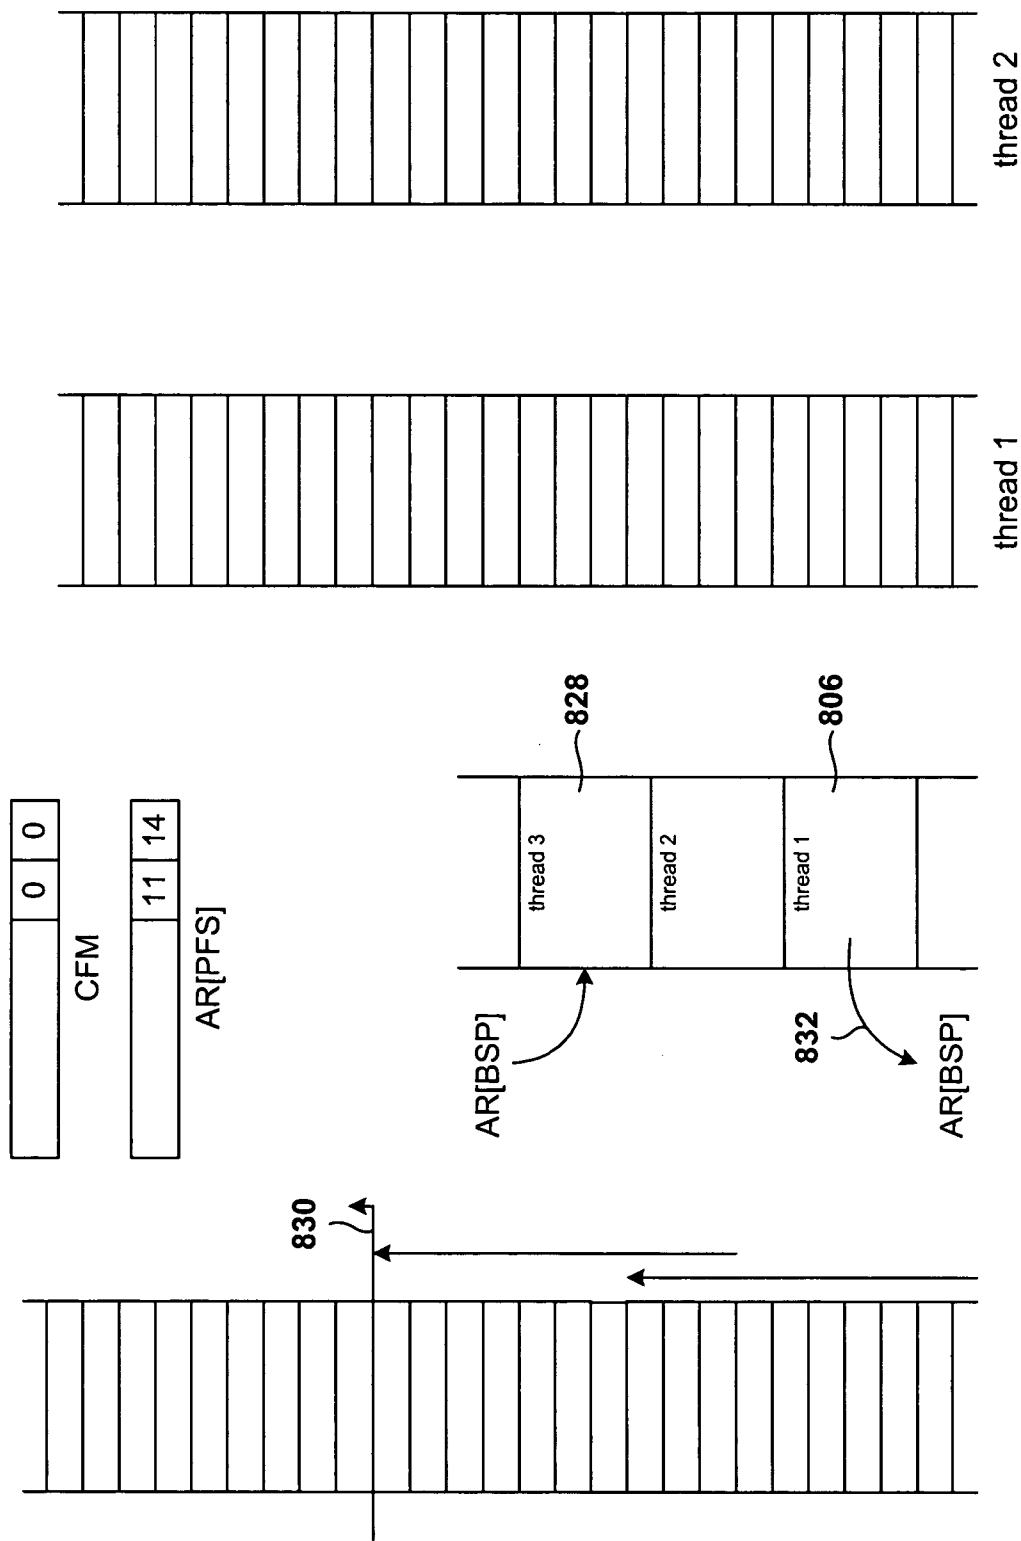 0 0
CFM
11 14
AR[PFS]
830
828
AR[BSP]
thread 3
thread 2
thread 1
806
832
AR[BSP]
thread 1
thread 2